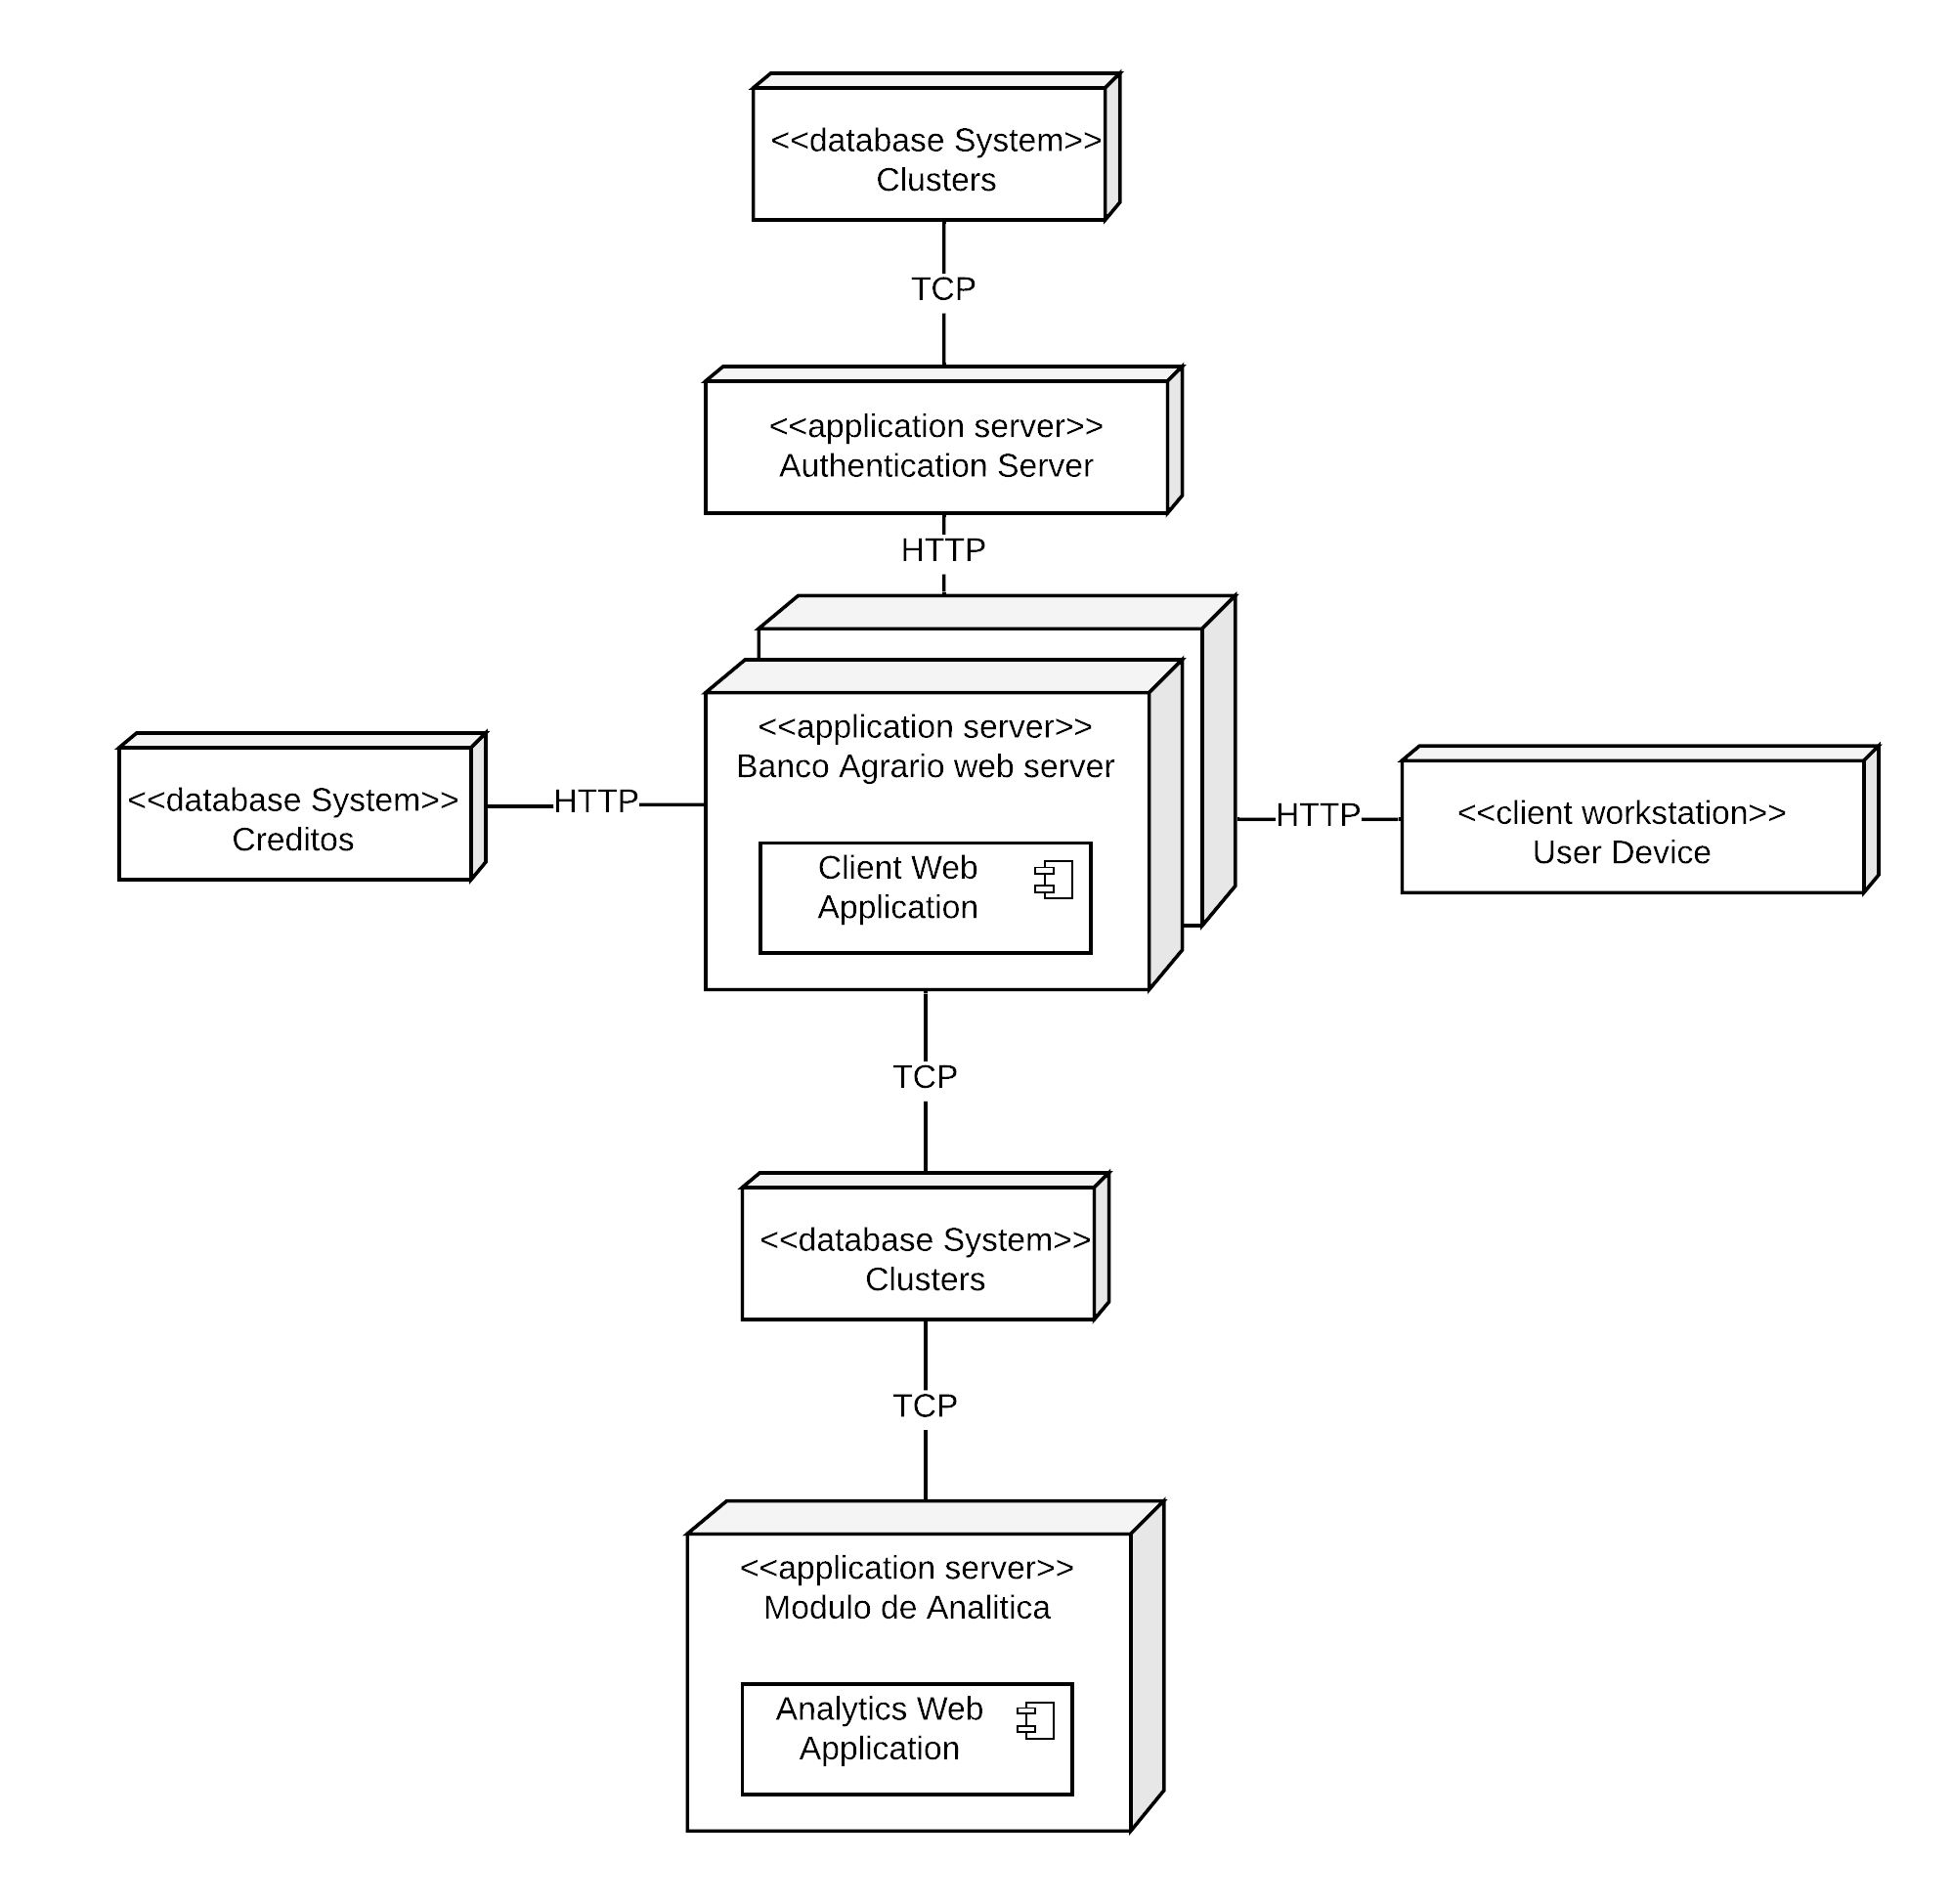 <<database System>>
Clusters
TCP
<<application server>>
Authentication Server
HTTP
<<application server>>
Banco Agrario web server
Client Web
Application
<<database System>>
Creditos
HTTP
HTTP
<<client workstation>>
User Device
TCP
<<database System>>
Clusters
TCP
<<application server>>
Modulo de Analitica
Analytics Web
Application